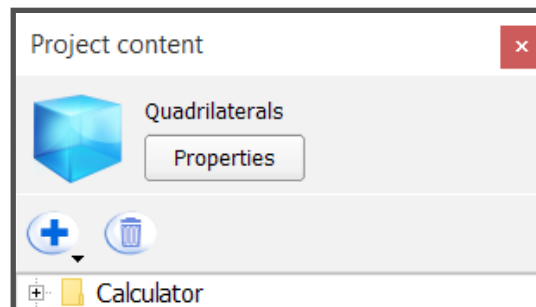 Project content
Quadrilaterals
Properties
Calculator